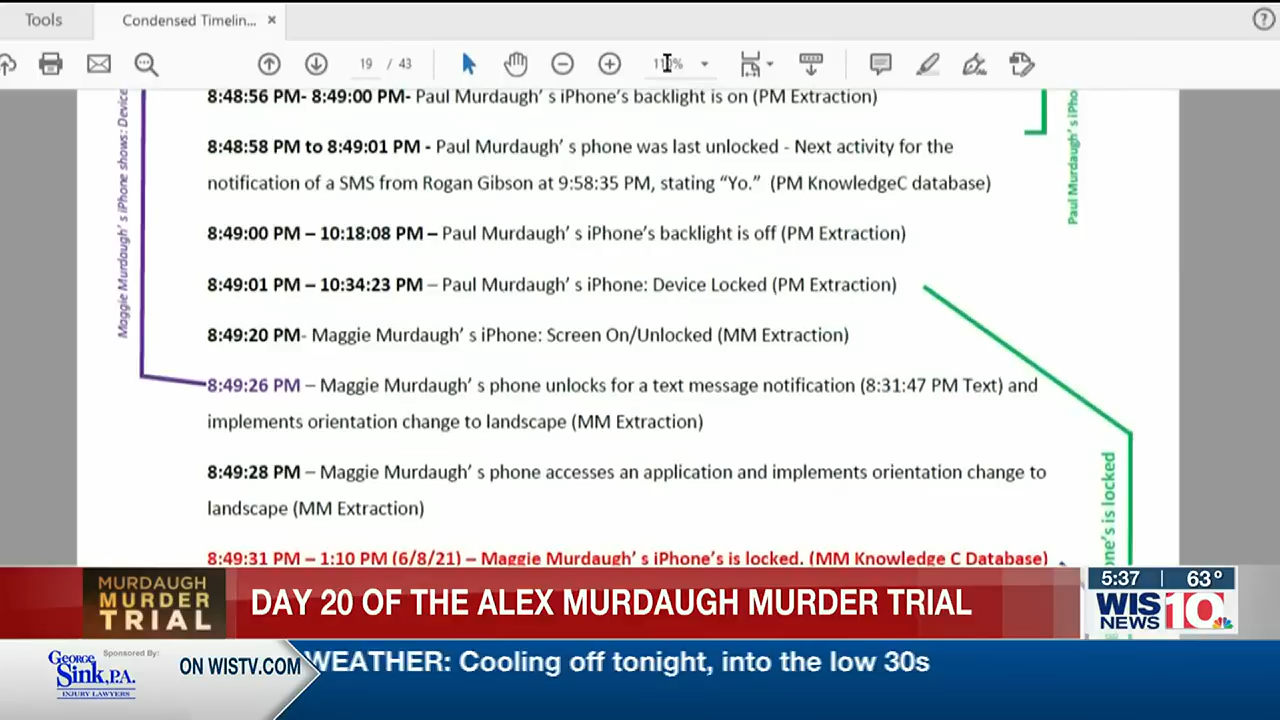 Tools
Condensed Timelin...
19 / 43
8:48:56 PM- 8:49:00 PM- Paul Murdaugh' s iPhone's backlight is on (PM Extraction)
8:48:58 PM to 8:49:01 PM - Paul Murdaugh' s phone was last unlocked - Next activity for the
notification of a SMS from Rogan Gibson at 9:58:35 PM, stating “Yo.” (PM KnowledgeC database)
8:49:00 PM – 10:18:08 PM – Paul Murdaugh' s iPhone's backlight is off (PM Extraction)
8:49:01 PM – 10:34:23 PM – Paul Murdaugh' s iPhone: Device Locked (PM Extraction)
8:49:20 PM- Maggie Murdaugh' s iPhone: Screen On/Unlocked (MM Extraction)
8:49:26 PM – Maggie Murdaugh' s phone unlocks for a text message notification (8:31:47 PM Text) and
implements orientation change to landscape (MM Extraction)
8:49:28 PM – Maggie Murdaugh' s phone accesses an application and implements orientation change to
landscape (MM Extraction)
8:49:31 PM – 1:10 PM (6/8/21) – Maggie Murdaugh' s iPhone's is locked. (MM Knowledge C Database)
Maggie Murdaugh' s iPhone shows: Device
Paul Murdaugh' s iPho
one's is locked
MURDAUGH
MURDER
TRIAL
DAY 20 OF THE ALEX MURDAUGH MURDER TRIAL
5:37 | 63°
WIS 10
NEWS
Sponsored By:
George
Sink, P.A.
INJURY LAWYERS
ON WISTV.COM
WEATHER: Cooling off tonight, into the low 30s